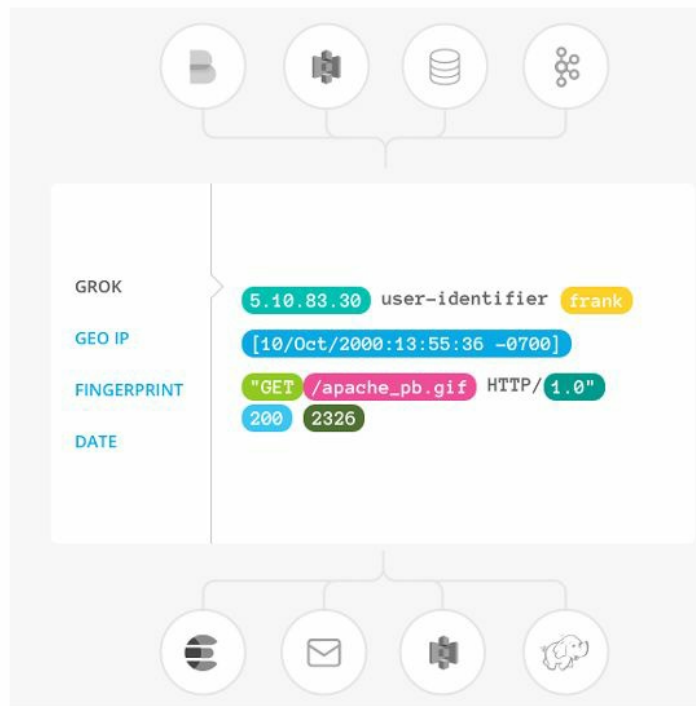 GROK
GEO IP
FINGERPRINT
DATE
5.10.83.30 user-identifier frank
[10/Oct/2000:13:55:36 -0700]
"GET /apache_pb.gif HTTP/1.0"
200 2326